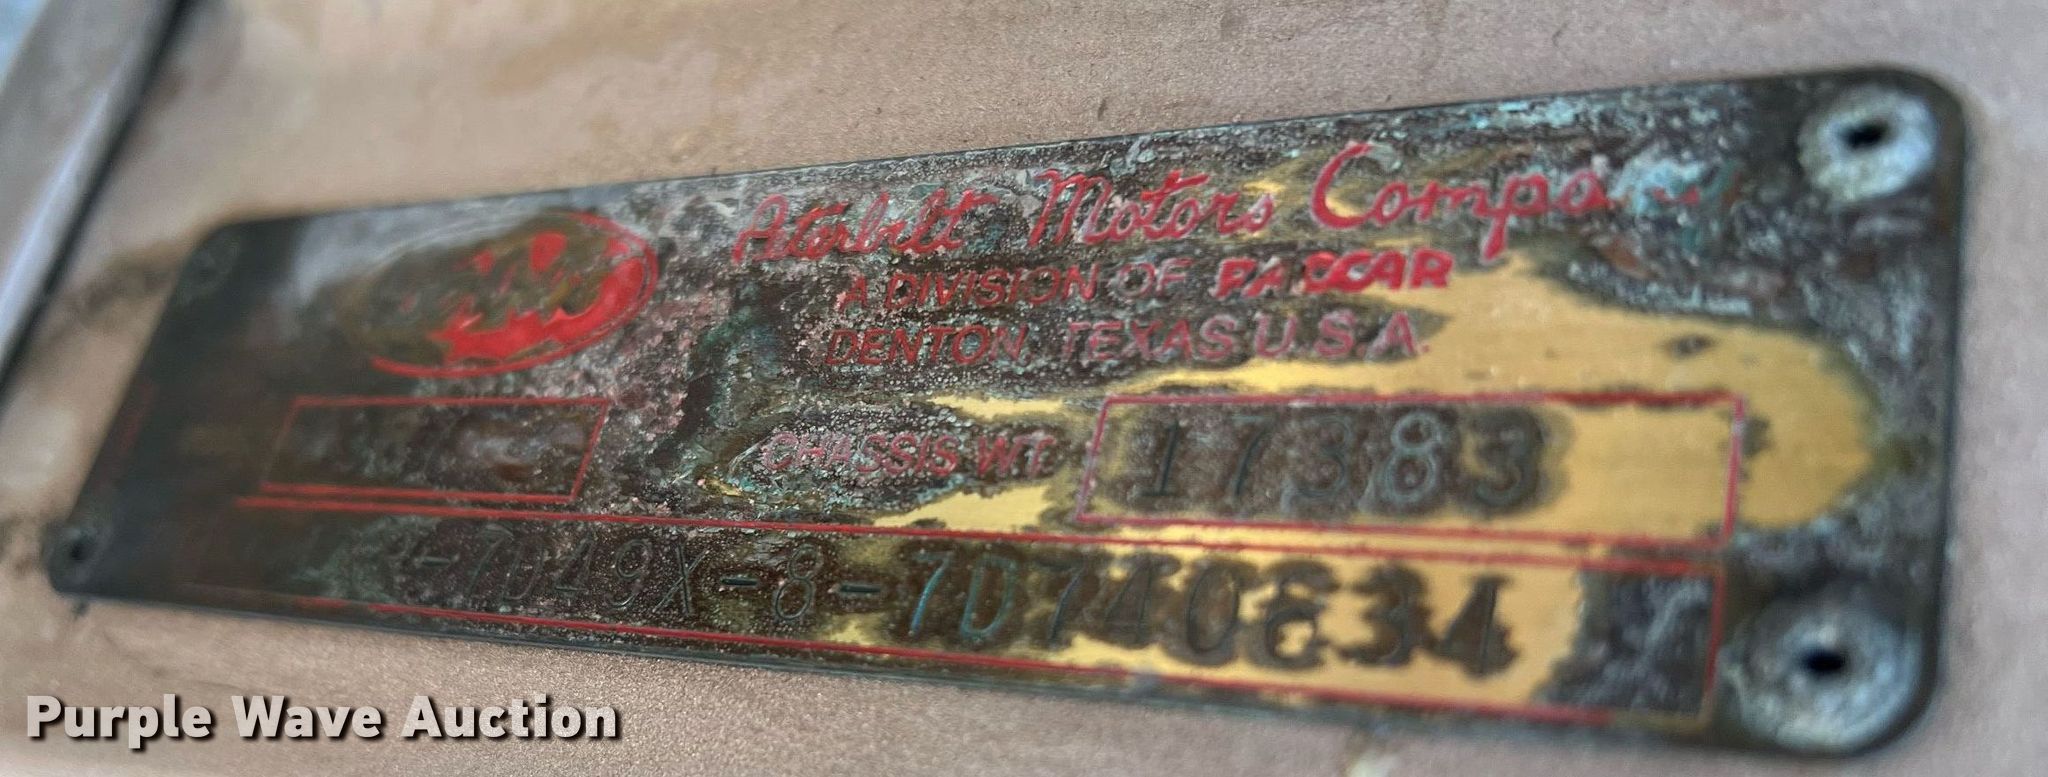 Peterbilt Motors Compa
A DIVISION OF PACCAR
DENTON, TEXAS U.S.A.
CHASSIS WT. 17383
-7D49X-8-7D740634
Purple Wave Auction